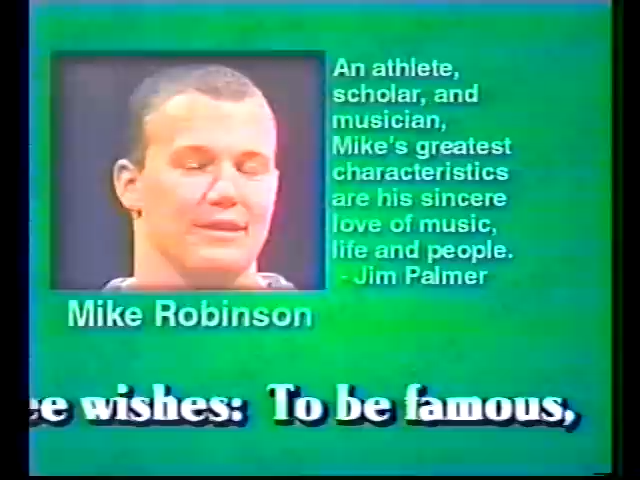 An athlete,
scholar, and
musician,
Mike's greatest
characteristics
are his sincere
love of music,
life and people.
- Jim Palmer
Mike Robinson
wishes: To be famous,